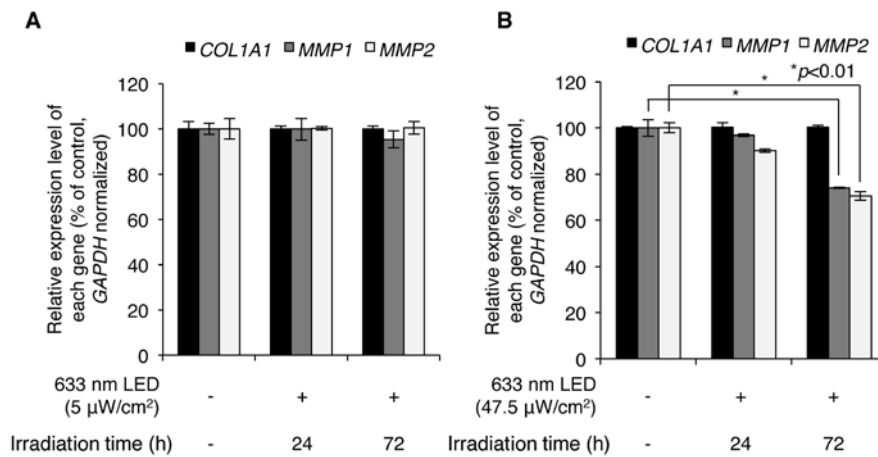 A
■ COL1A1 ■ MMP1 □ MMP2
Relative expression level of
each gene (% of control,
GAPDH normalized)
120
100
80
60
40
20
0
633 nm LED
(5 µW/cm²)
- + +
Irradiation time (h) - 24 72
B
■ COL1A1 ■ MMP1 □ MMP2
*p<0.01
*
*
Relative expression level of
each gene (% of control,
GAPDH normalized)
120
100
80
60
40
20
0
633 nm LED
(47.5 µW/cm²)
- + +
Irradiation time (h) - 24 72